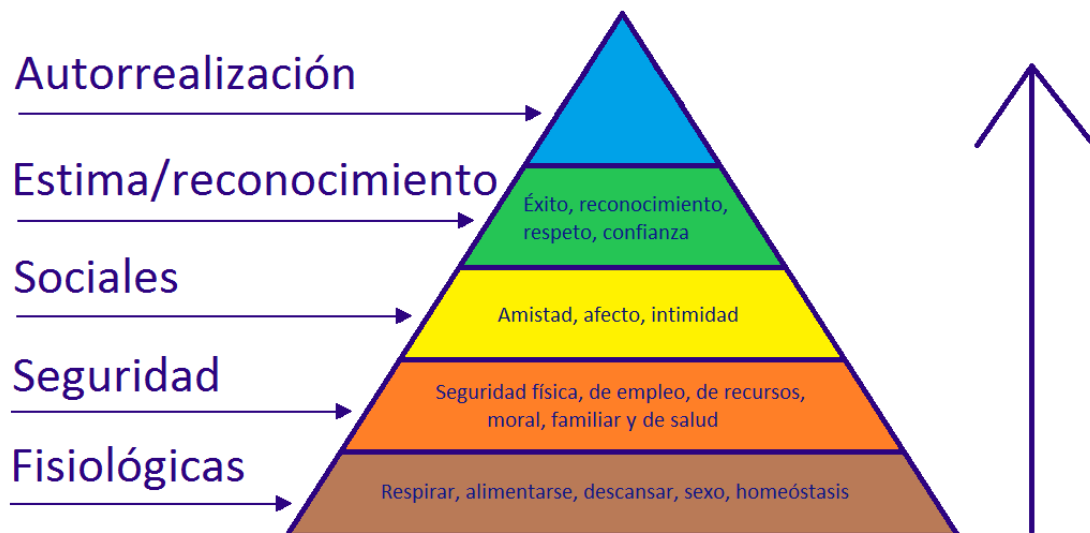 Autorrealización
Estima/reconocimiento
Éxito, reconocimiento,
respeto, confianza
Sociales
Amistad, afecto, intimidad
Seguridad
Seguridad física, de empleo, de recursos,
moral, familiar y de salud
Fisiológicas
Respirar, alimentarse, descansar, sexo, homeóstasis